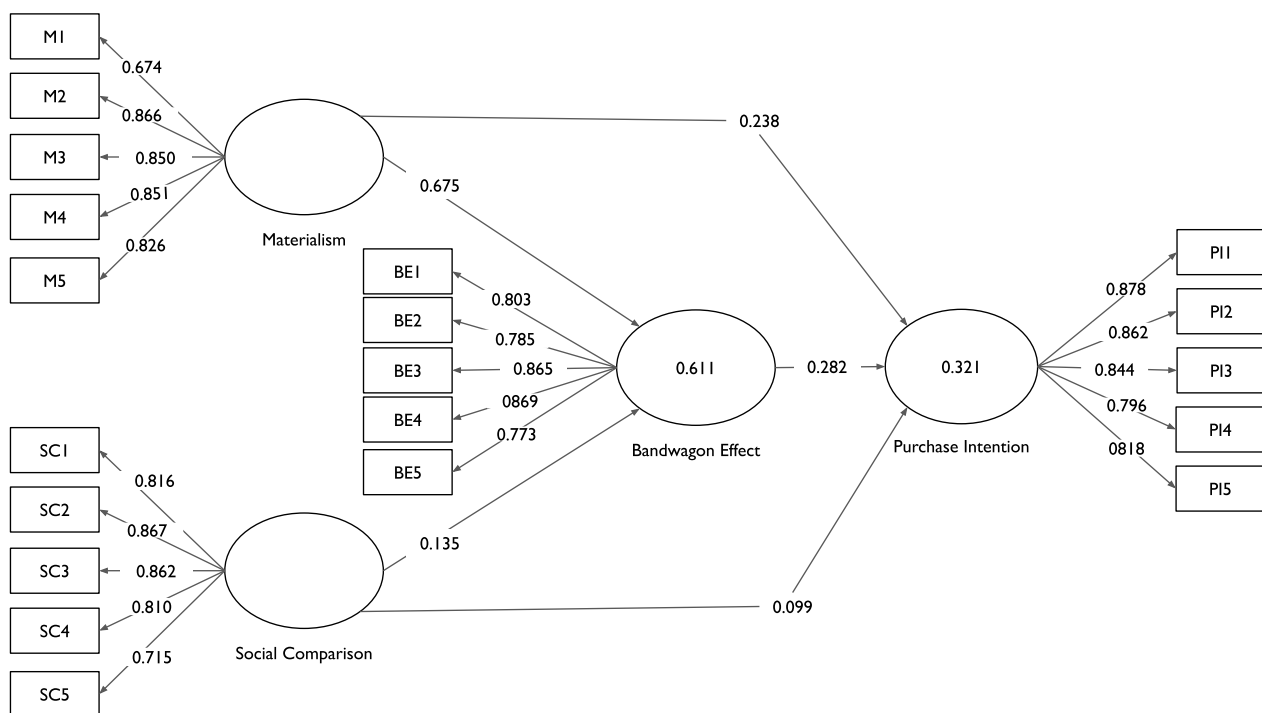 M1
0.674
M2
0.866
M3
0.850
M4
0.851
M5
0.826
Materialism
0.238
0.675
BE1
0.803
BE2
0.785
BE3
0.865
BE4
0869
BE5
0.773
0.611
Bandwagon Effect
0.282
0.321
Purchase Intention
PI1
0.878
PI2
0.862
PI3
0.844
PI4
0.796
PI5
0818
SC1
0.816
SC2
0.867
SC3
0.862
SC4
0.810
SC5
0.715
Social Comparison
0.135
0.099